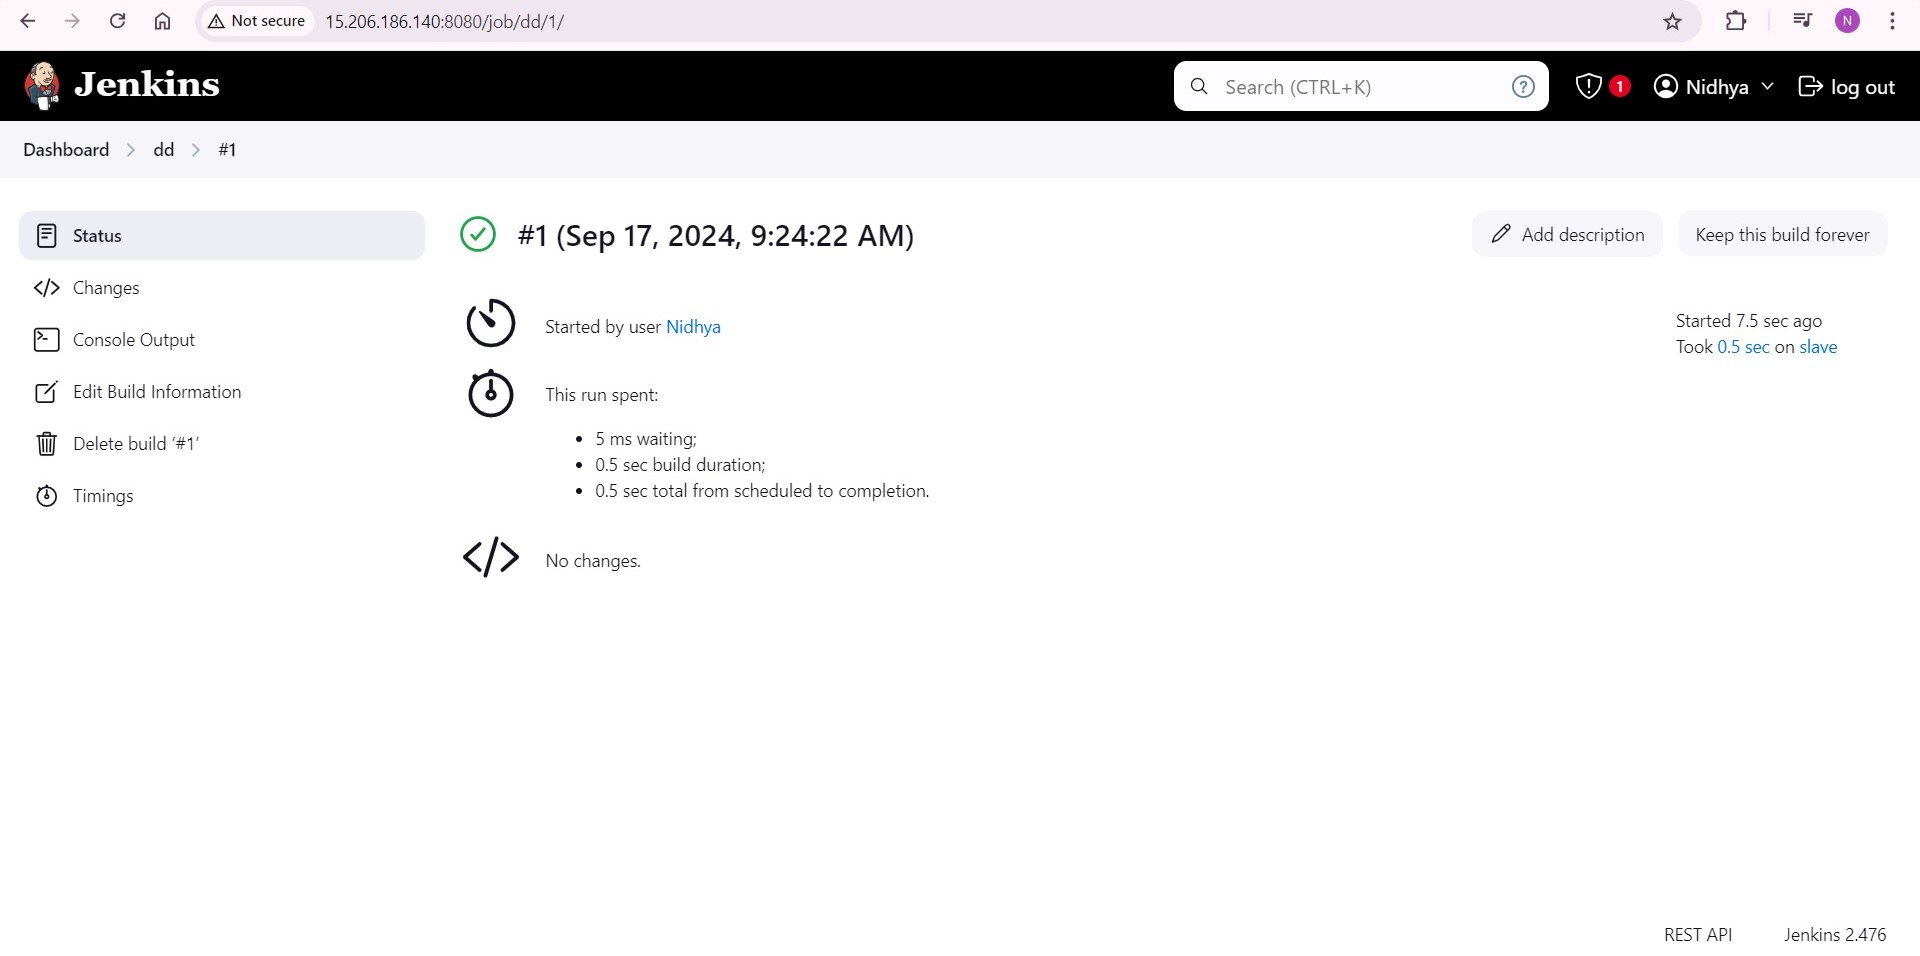 Not secure
15.206.186.140:8080/job/dd/1/
N
Jenkins
Search (CTRL+K)
?
1
Nidhya
log out
Dashboard
dd
#1
Status
Changes
Console Output
Edit Build Information
Delete build ‘#1’
Timings
#1 (Sep 17, 2024, 9:24:22 AM)
Add description
Keep this build forever
Started by user Nidhya
Started 7.5 sec ago
Took 0.5 sec on slave
This run spent:
• 5 ms waiting;
• 0.5 sec build duration;
• 0.5 sec total from scheduled to completion.
No changes.
REST API
Jenkins 2.476